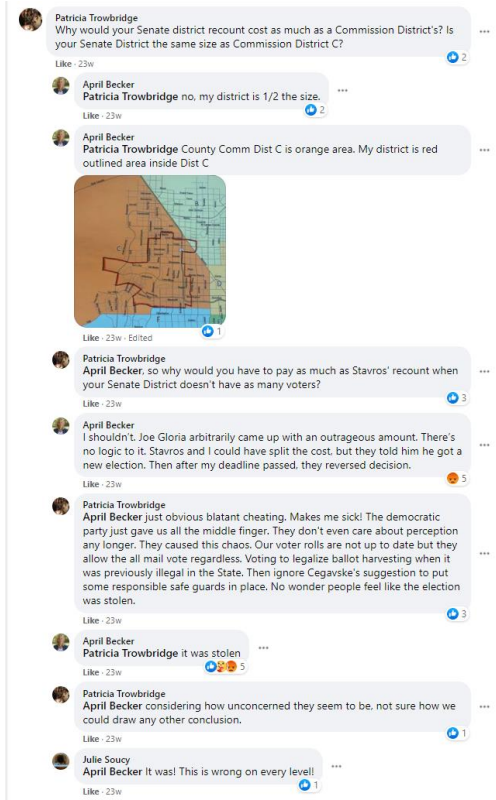 Patricia Trowbridge
Why would your Senate district recount cost as much as a Commission District's? Is
your Senate District the same size as Commission District C?
2
Like · 23w
April Becker
Patricia Trowbridge no, my district is 1/2 the size.
2
Like · 23w
April Becker
Patricia Trowbridge County Comm Dist C is orange area. My district is red
outlined area inside Dist C
1
Like · 23w · Edited
Patricia Trowbridge
April Becker, so why would you have to pay as much as Stavros' recount when
your Senate District doesn't have as many voters?
3
Like · 23w
April Becker
I shouldn't. Joe Gloria arbitrarily came up with an outrageous amount. There's
no logic to it. Stavros and I could have split the cost, but they told him he got a
new election. Then after my deadline passed, they reversed decision.
5
Like · 23w
Patricia Trowbridge
April Becker just obvious blatant cheating. Makes me sick! The democratic
party just gave us all the middle finger. They don't even care about perception
any longer. They caused this chaos. Our voter rolls are not up to date but they
allow the all mail vote regardless. Voting to legalize ballot harvesting when it
was previously illegal in the State. Then ignore Cegavske's suggestion to put
some responsible safe guards in place. No wonder people feel like the election
was stolen.
3
Like · 23w
April Becker
Patricia Trowbridge it was stolen
5
Like · 23w
Patricia Trowbridge
April Becker considering how unconcerned they seem to be, not sure how we
could draw any other conclusion.
1
Like · 23w
Julie Soucy
April Becker It was! This is wrong on every level!
1
Like · 23w